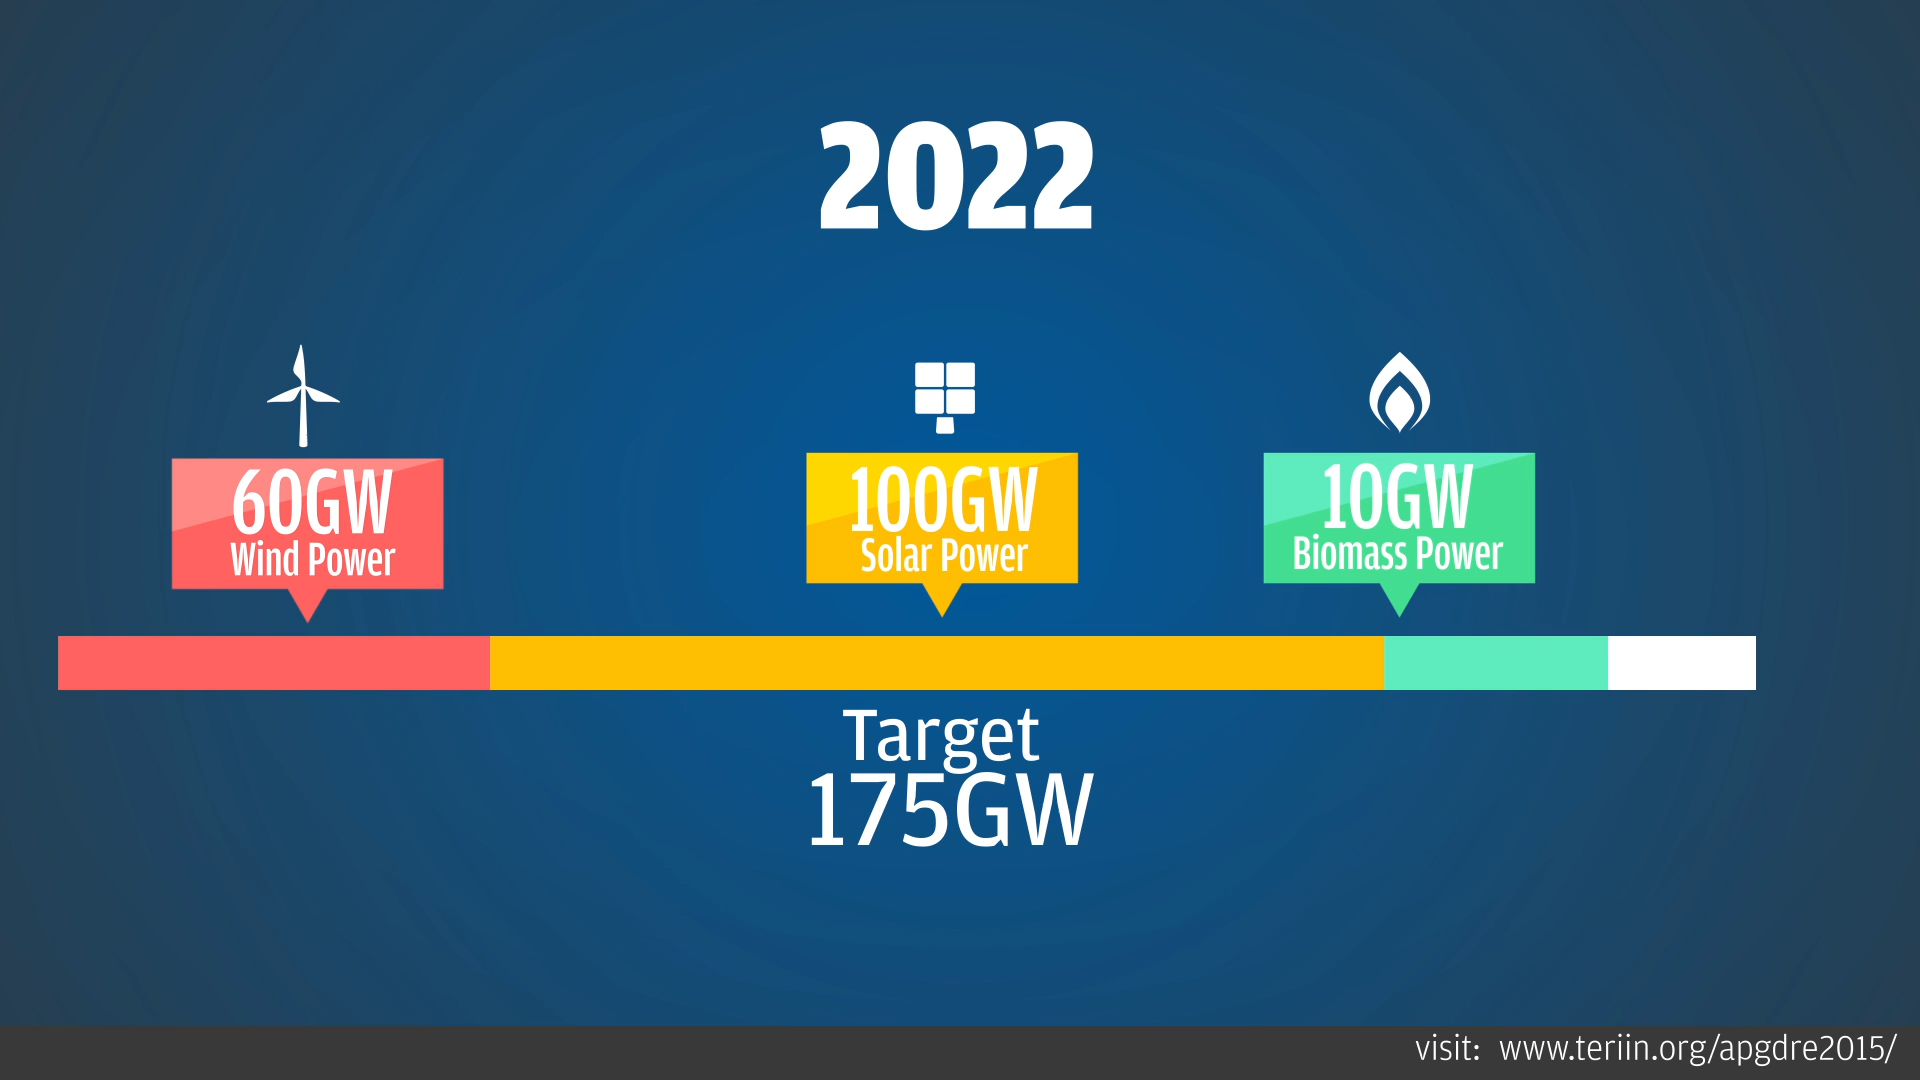 2022
60GW
Wind Power
100GW
Solar Power
10GW
Biomass Power
Target
175GW
visit: www.teriin.org/apgdre2015/